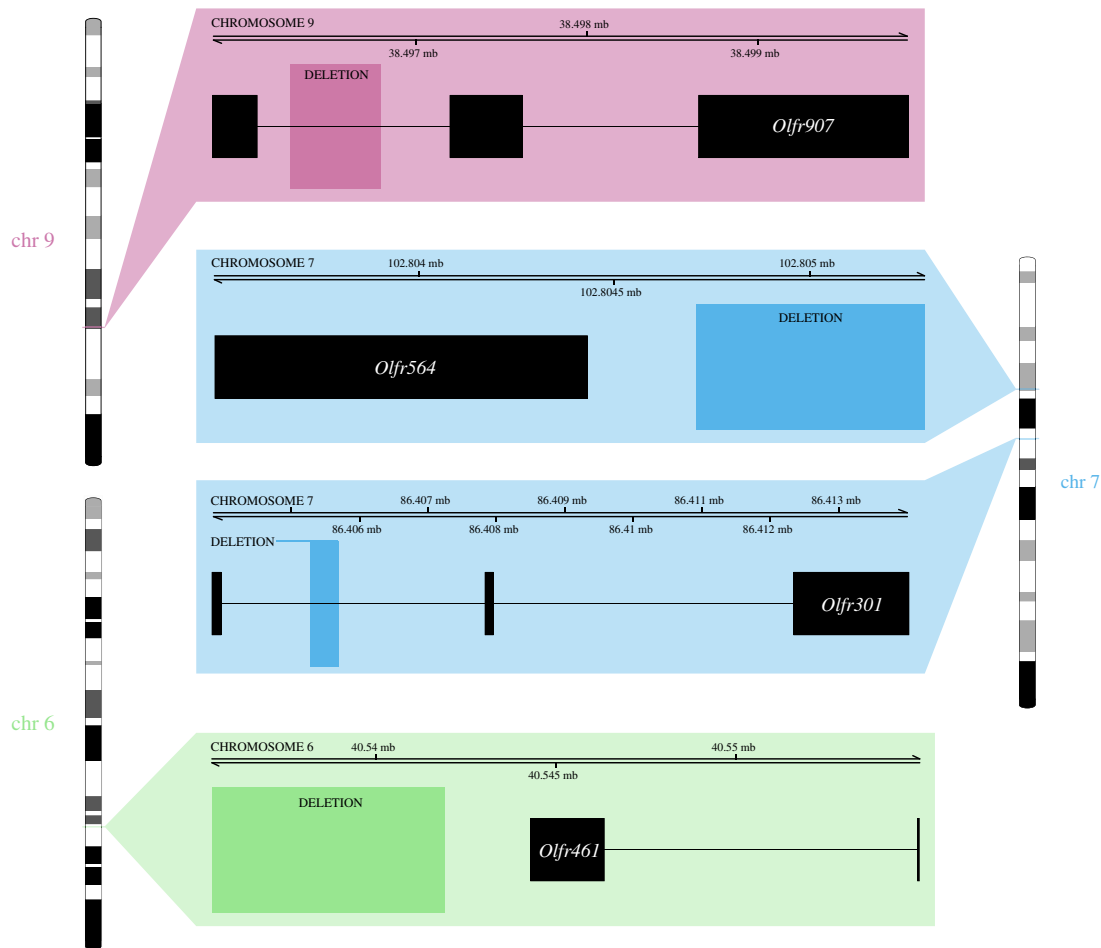 CHROMOSOME 9
38.498 mb
38.497 mb
38.499 mb
DELETION
Olfr907
chr 9
CHROMOSOME 7
102.804 mb
102.805 mb
102.8045 mb
DELETION
Olfr564
CHROMOSOME 7
86.407 mb
86.409 mb
86.411 mb
86.413 mb
86.406 mb
86.408 mb
86.41 mb
86.412 mb
DELETION
Olfr301
chr 7
chr 6
CHROMOSOME 6
40.54 mb
40.55 mb
40.545 mb
DELETION
Olfr461